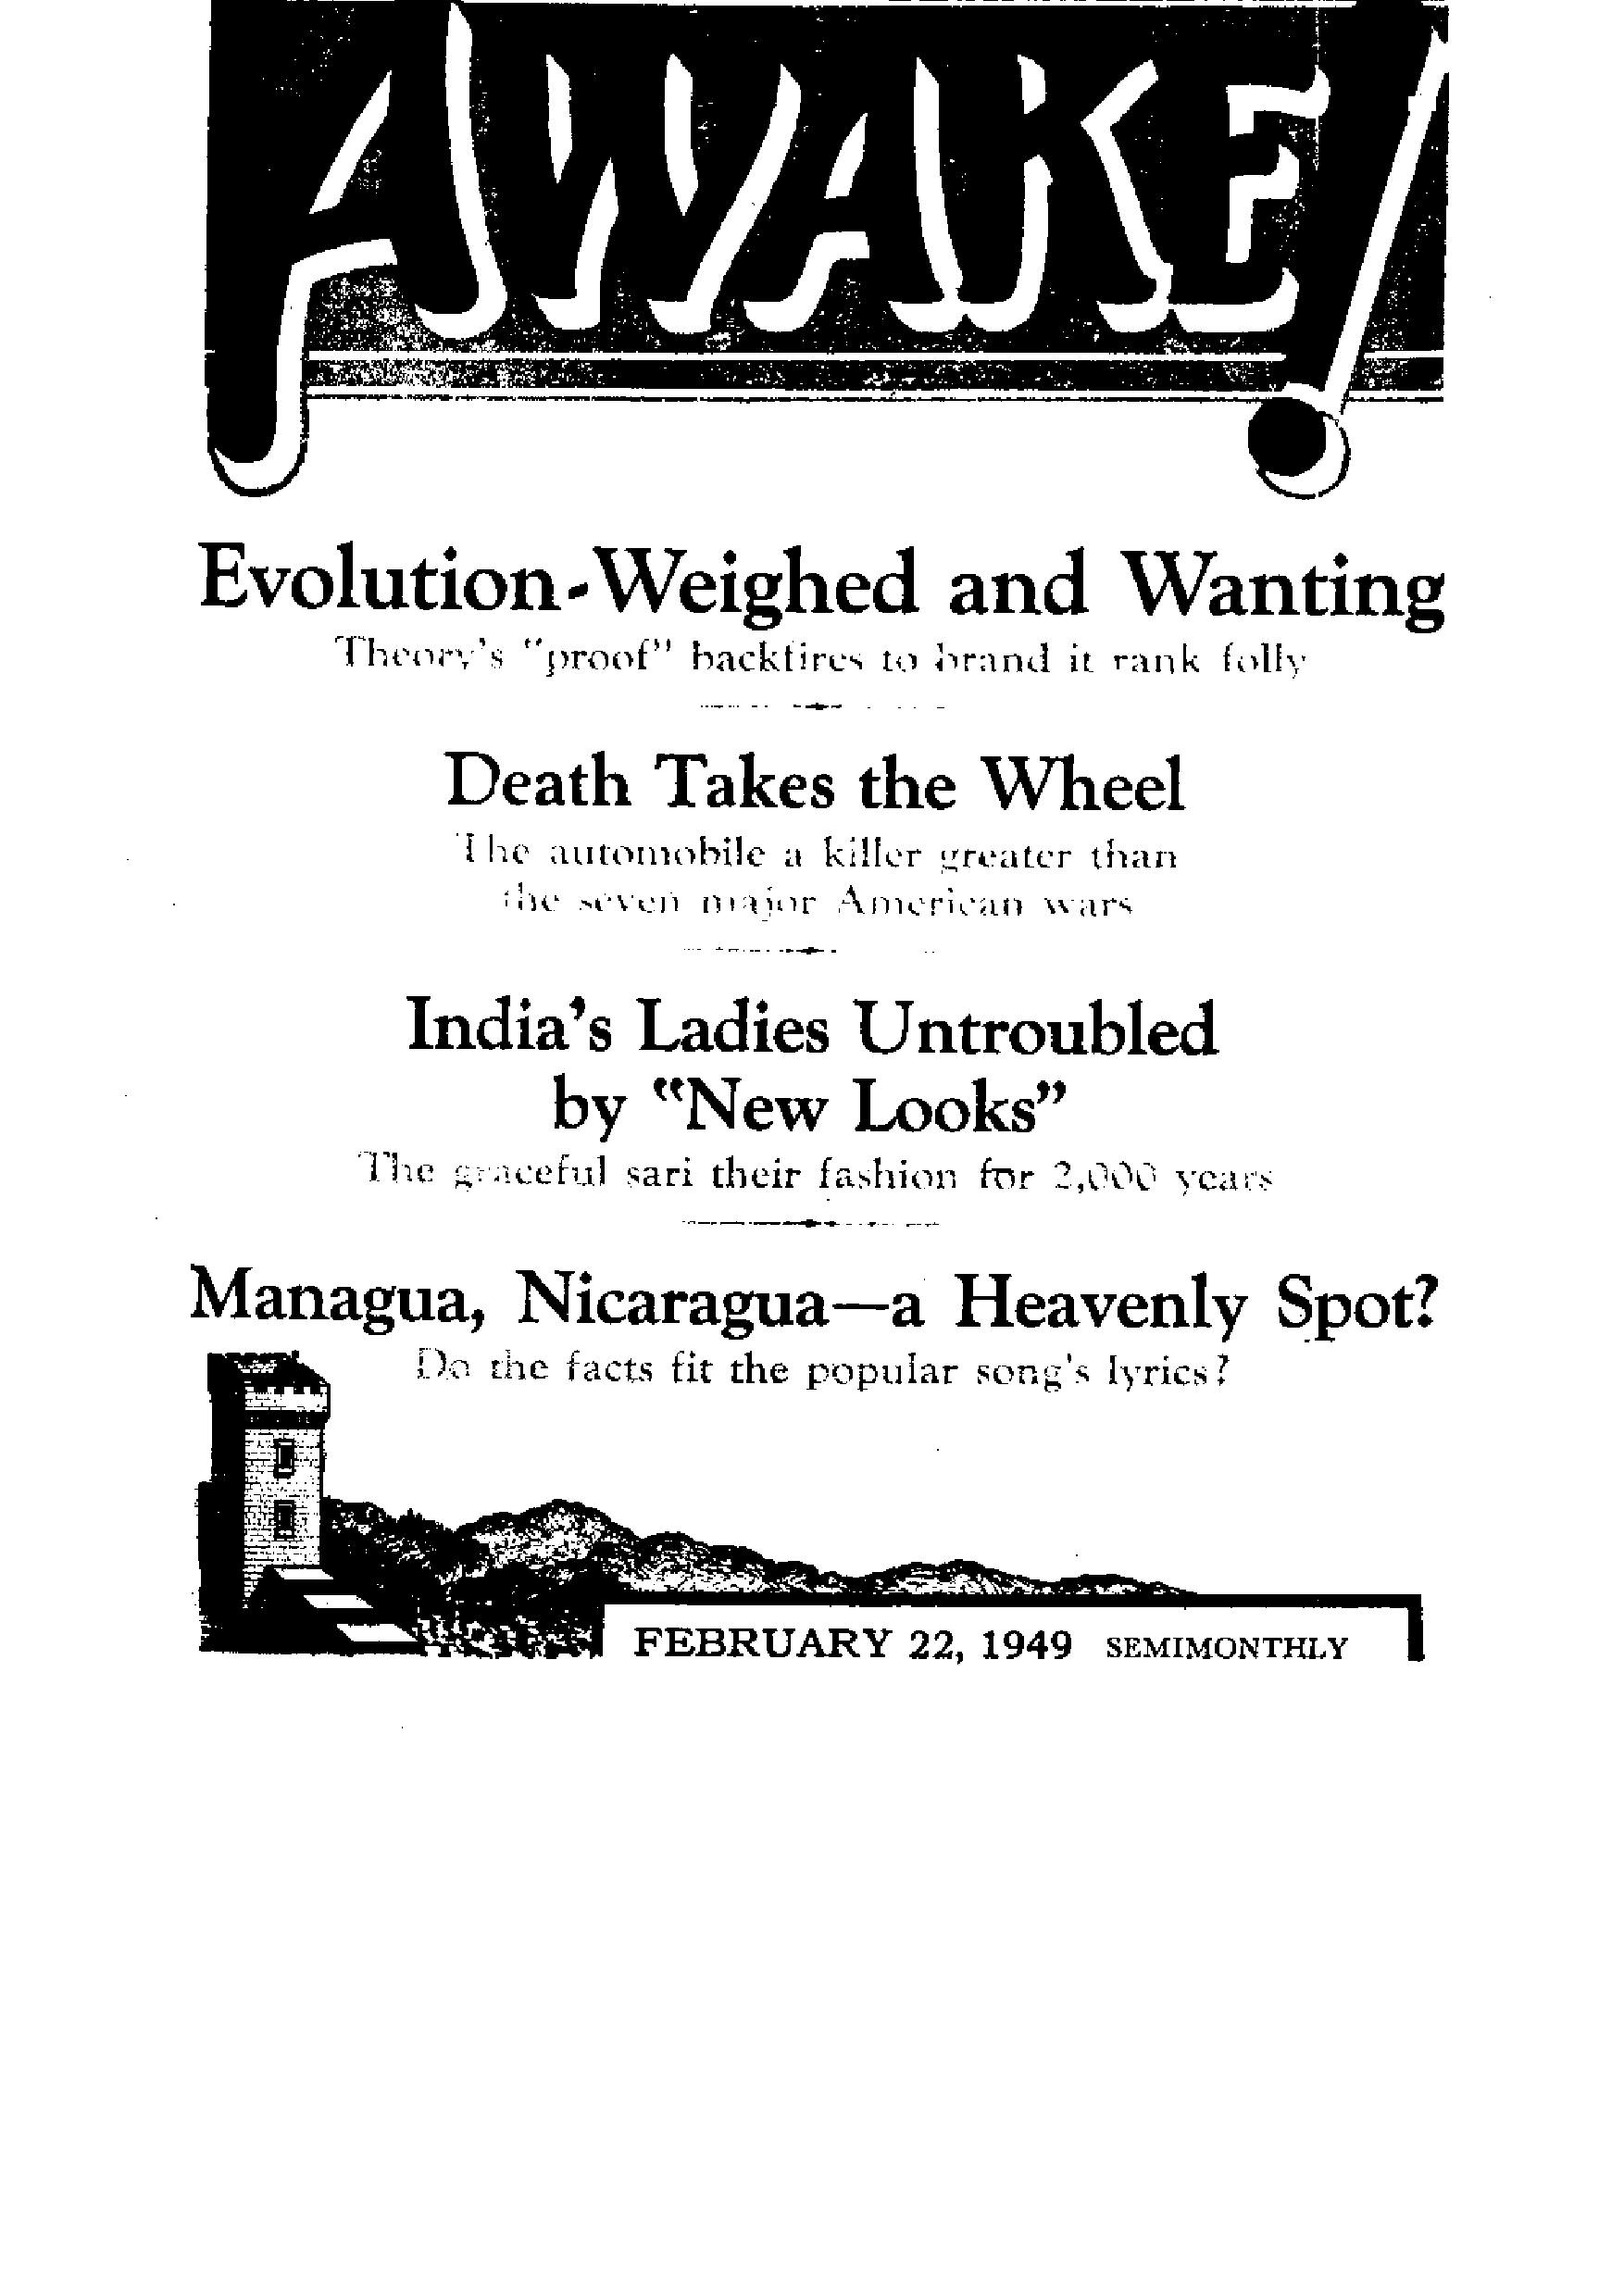 AWAKE!
Evolution-Weighed and Wanting
Theory's "proof" backfires to brand it rank folly
Death Takes the Wheel
The automobile a killer greater than
the seven major American wars
India's Ladies Untroubled
by "New Looks"
The graceful sari their fashion for 2,000 years
Managua, Nicaragua—a Heavenly Spot?
Do the facts fit the popular song's lyrics?
FEBRUARY 22, 1949 SEMIMONTHLY